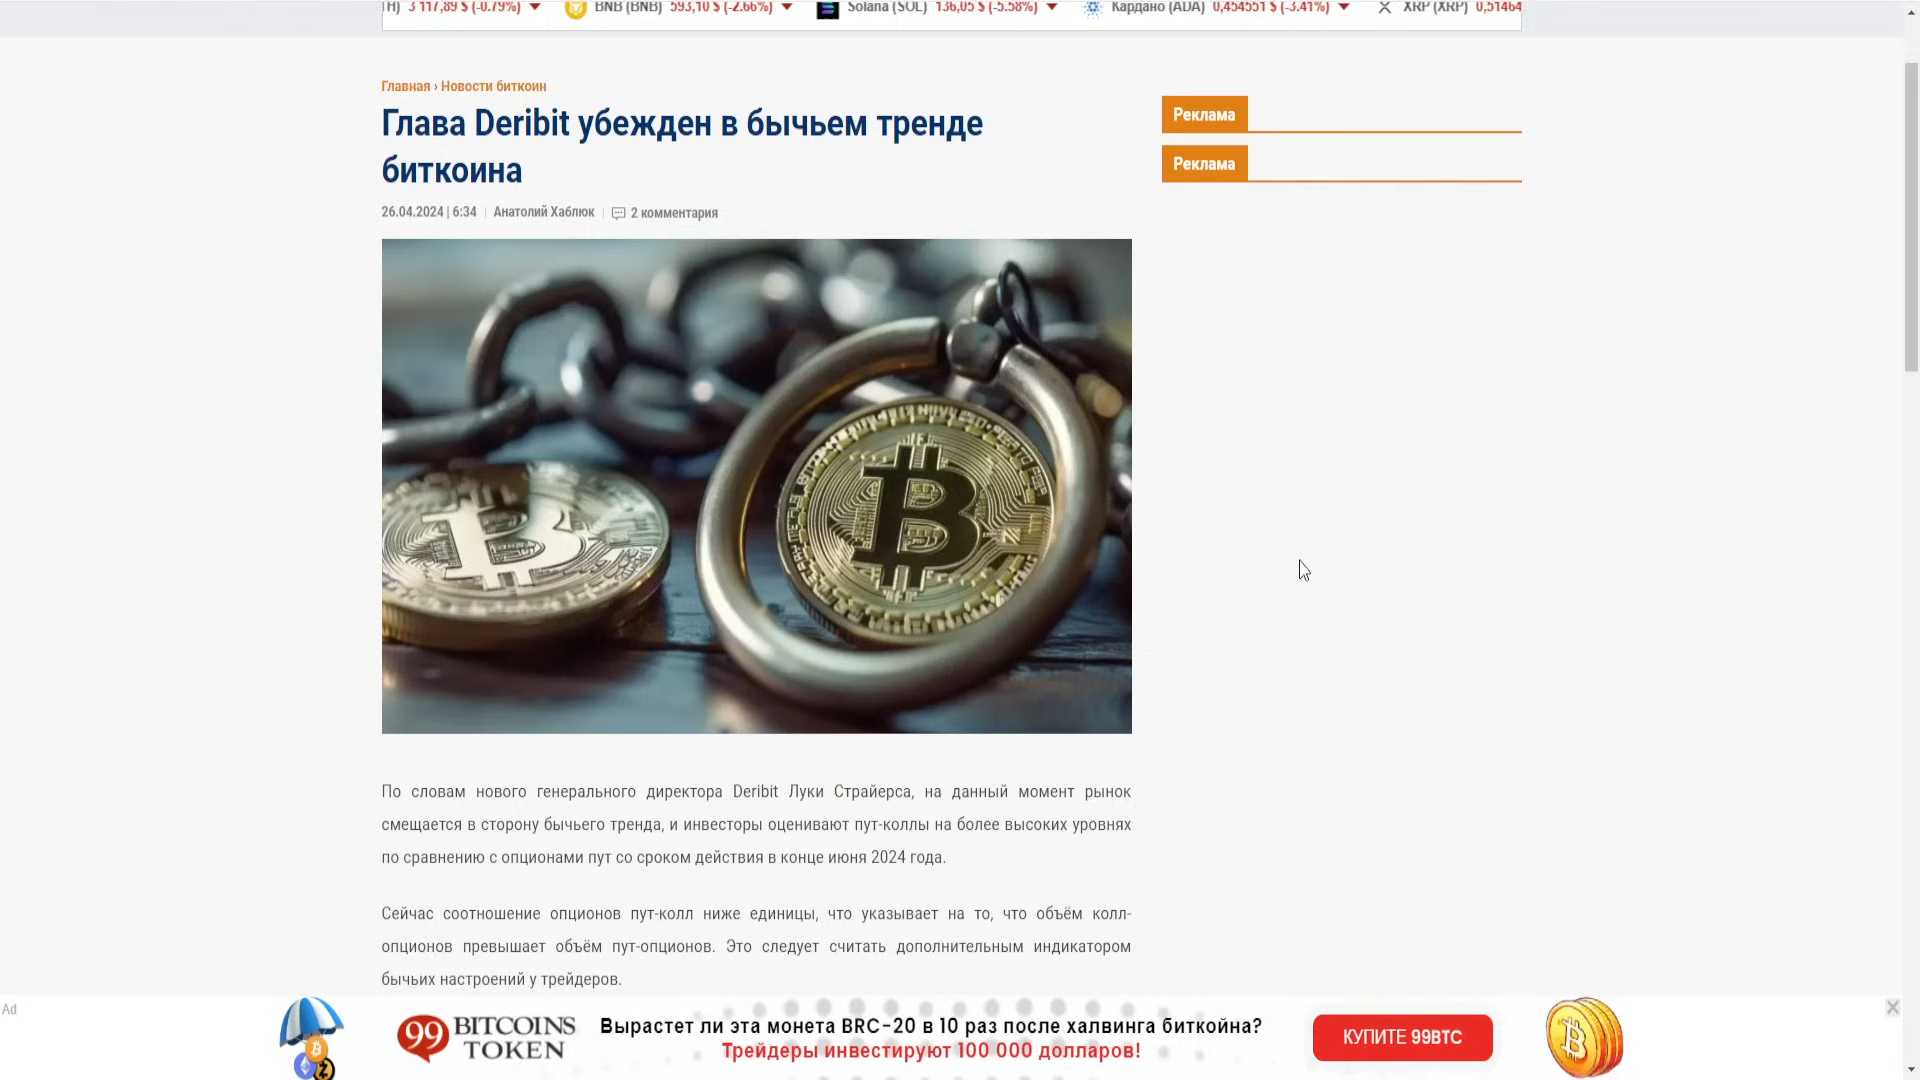 TH) 3 117,89 $ (-0.79%) BNB (BNB) 593,10 $ (-2.66%) Solana (SOL) 136,05 $ (-5.58%) Кардано (ADA) 0,454551 $ (-3.41%) XRP (XRP) 0,51464
Главная › Новости биткоин
Глава Deribit убежден в бычьем тренде
биткоина
26.04.2024 | 6:34 | Анатолий Хаблюк | 2 комментария
Реклама
Реклама
По словам нового генерального директора Deribit Луки Страйерса, на данный момент рынок
смещается в сторону бычьего тренда, и инвесторы оценивают пут-коллы на более высоких уровнях
по сравнению с опционами пут со сроком действия в конце июня 2024 года.
Сейчас соотношение опционов пут-колл ниже единицы, что указывает на то, что объём колл-
опционов превышает объём пут-опционов. Это следует считать дополнительным индикатором
бычьих настроений у трейдеров.
Ad
99 BITCOINS
TOKEN
Вырастет ли эта монета BRC-20 в 10 раз после халвинга биткойна?
Трейдеры инвестируют 100 000 долларов!
КУПИТЕ 99BTC